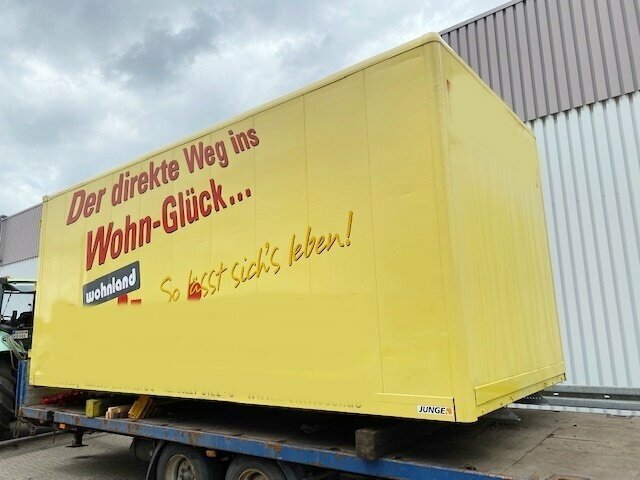 Der direkte Weg ins
Wohn-Glück...
wohnland
So lässt sich's leben!
JUNGE